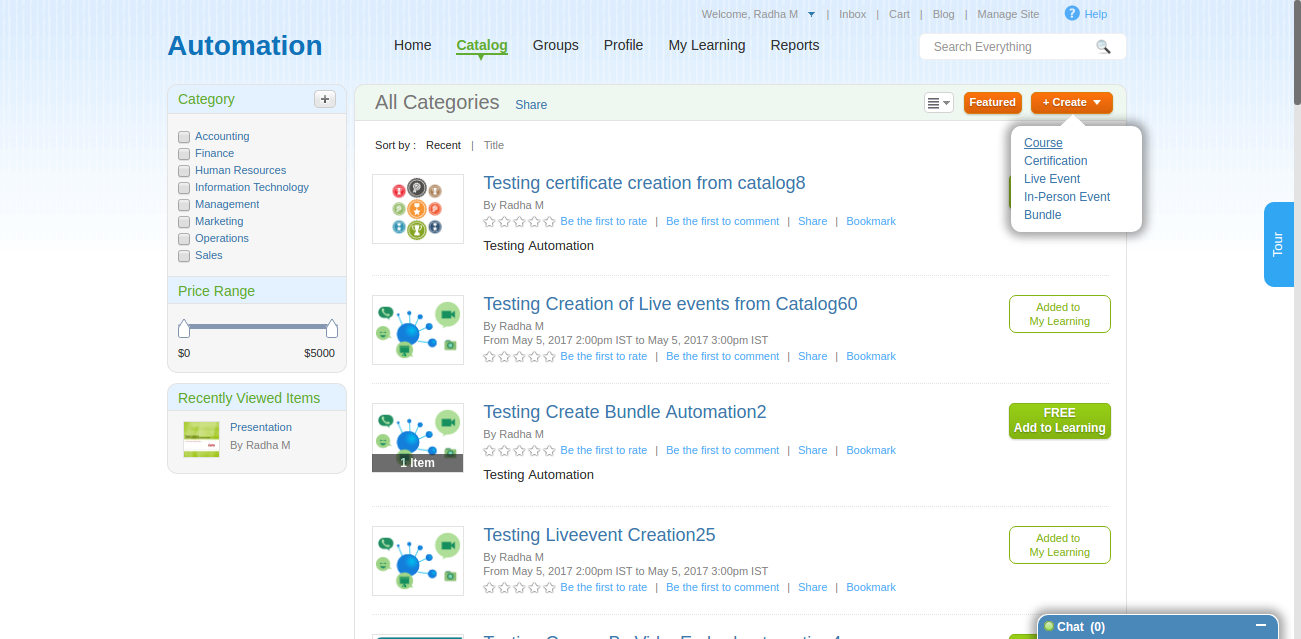 Welcome, Radha M | Inbox | Cart | Blog | Manage Site ? Help
Automation
Home Catalog Groups Profile My Learning Reports
Search Everything
Category +
Accounting
Finance
Human Resources
Information Technology
Management
Marketing
Operations
Sales
Price Range
$0 $5000
Recently Viewed Items
Presentation
By Radha M
All Categories Share
Featured
+ Create
Course
Certification
Live Event
In-Person Event
Bundle
Sort by : Recent | Title
Testing certificate creation from catalog8
By Radha M
Be the first to rate | Be the first to comment | Share | Bookmark
Testing Automation
Testing Creation of Live events from Catalog60
By Radha M
From May 5, 2017 2:00pm IST to May 5, 2017 3:00pm IST
Be the first to rate | Be the first to comment | Share | Bookmark
Added to
My Learning
1 Item
Testing Create Bundle Automation2
By Radha M
Be the first to rate | Be the first to comment | Share | Bookmark
Testing Automation
FREE
Add to Learning
Testing Liveevent Creation25
By Radha M
From May 5, 2017 2:00pm IST to May 5, 2017 3:00pm IST
Be the first to rate | Be the first to comment | Share | Bookmark
Added to
My Learning
Tour
Chat (0)